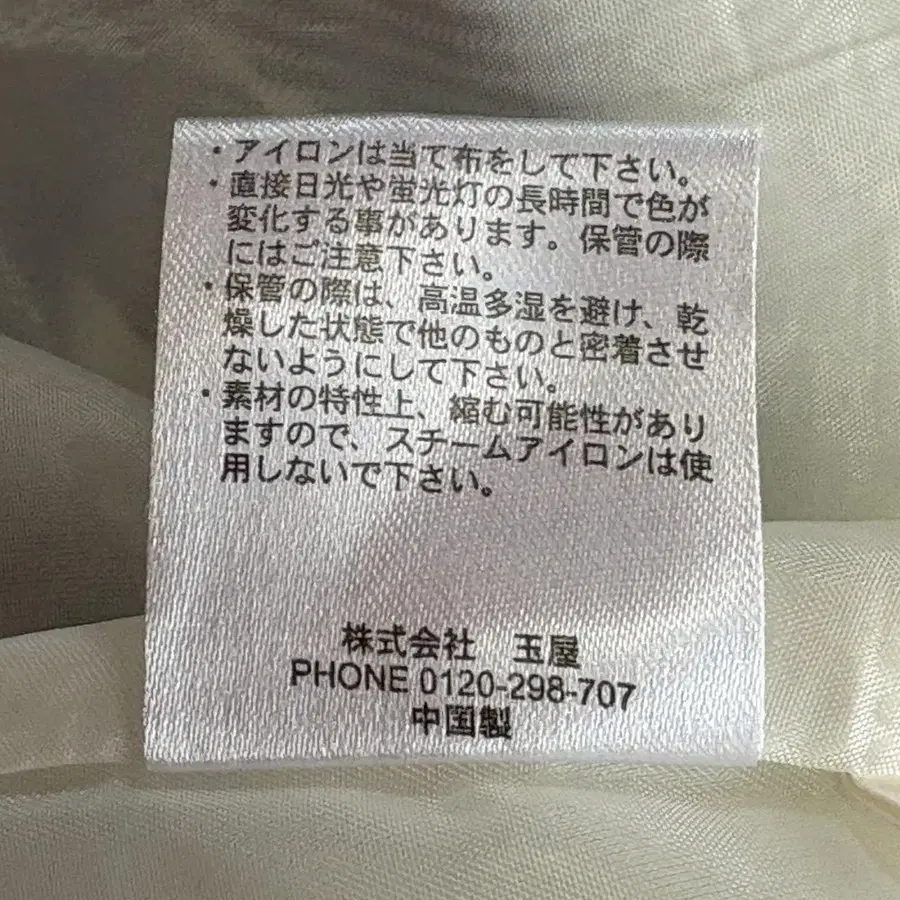 ・アイロンは当て布をして下さい。
・直接日光や蛍光灯の長時間で色が
変化する事があります。保管の際
にはご注意下さい。
・保管の際は、高温多湿を避け、乾
燥した状態で他のものと密着させ
ないようにして下さい。
・素材の特性上、縮む可能性があり
ますので、スチームアイロンは使
用しないで下さい。
株式会社 玉屋
PHONE 0120-298-707
中国製